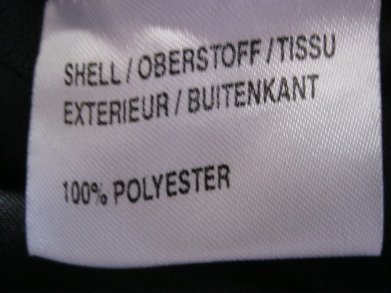 SHELL / OBERSTOFF / TISSU
EXTERIEUR / BUITENKANT
100% POLYESTER